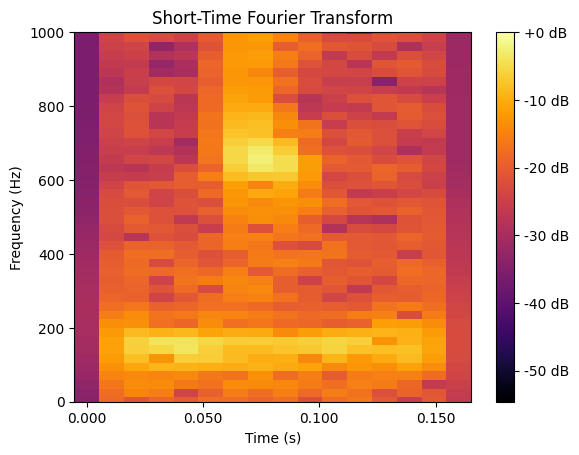 Short-Time Fourier Transform
1000
800
600
400
200
0
Frequency (Hz)
0.000
0.050
0.100
0.150
Time (s)
+0 dB
-10 dB
-20 dB
-30 dB
-40 dB
-50 dB